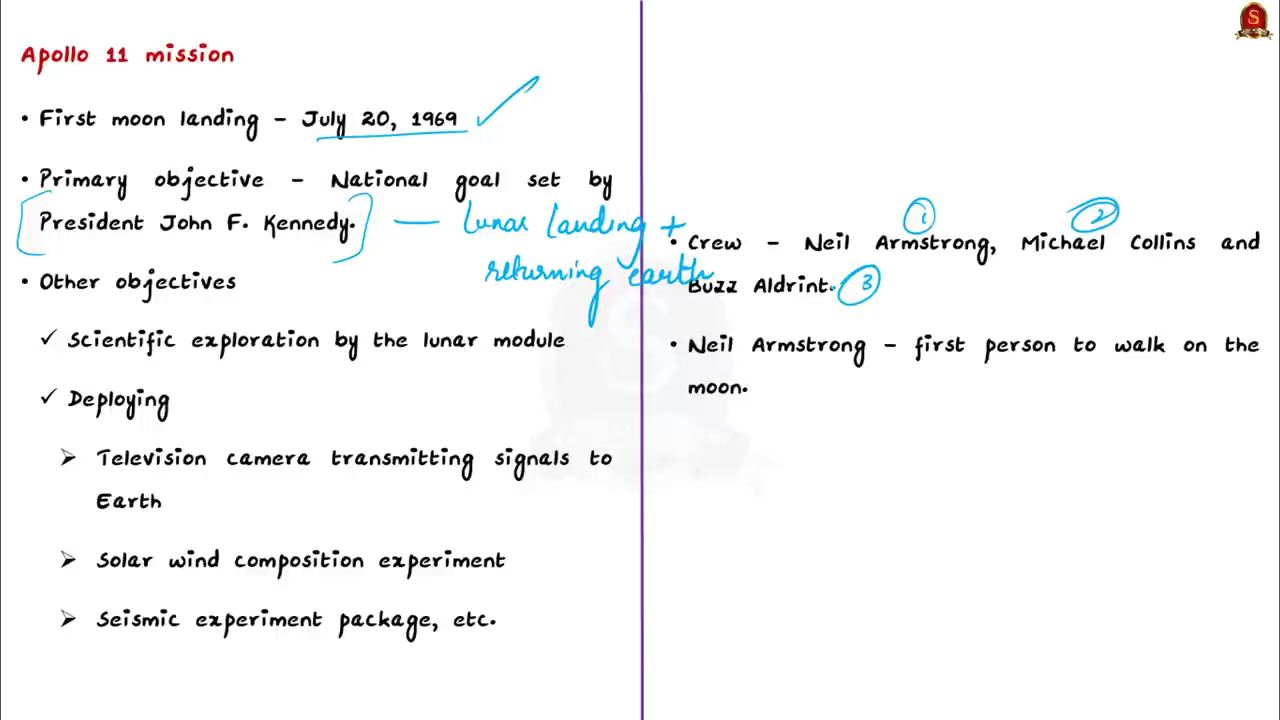 Apollo 11 mission
• First moon landing – July 20, 1969
• Primary objective – National goal set by
President John F. Kennedy. — lunar landing +
returning earth
• Other objectives
✓ Scientific exploration by the lunar module
✓ Deploying
➤ Television camera transmitting signals to
Earth
➤ Solar wind composition experiment
➤ Seismic experiment package, etc.
① ②
• Crew – Neil Armstrong, Michael Collins and
Buzz Aldrint. ③
• Neil Armstrong – first person to walk on the
moon.
S